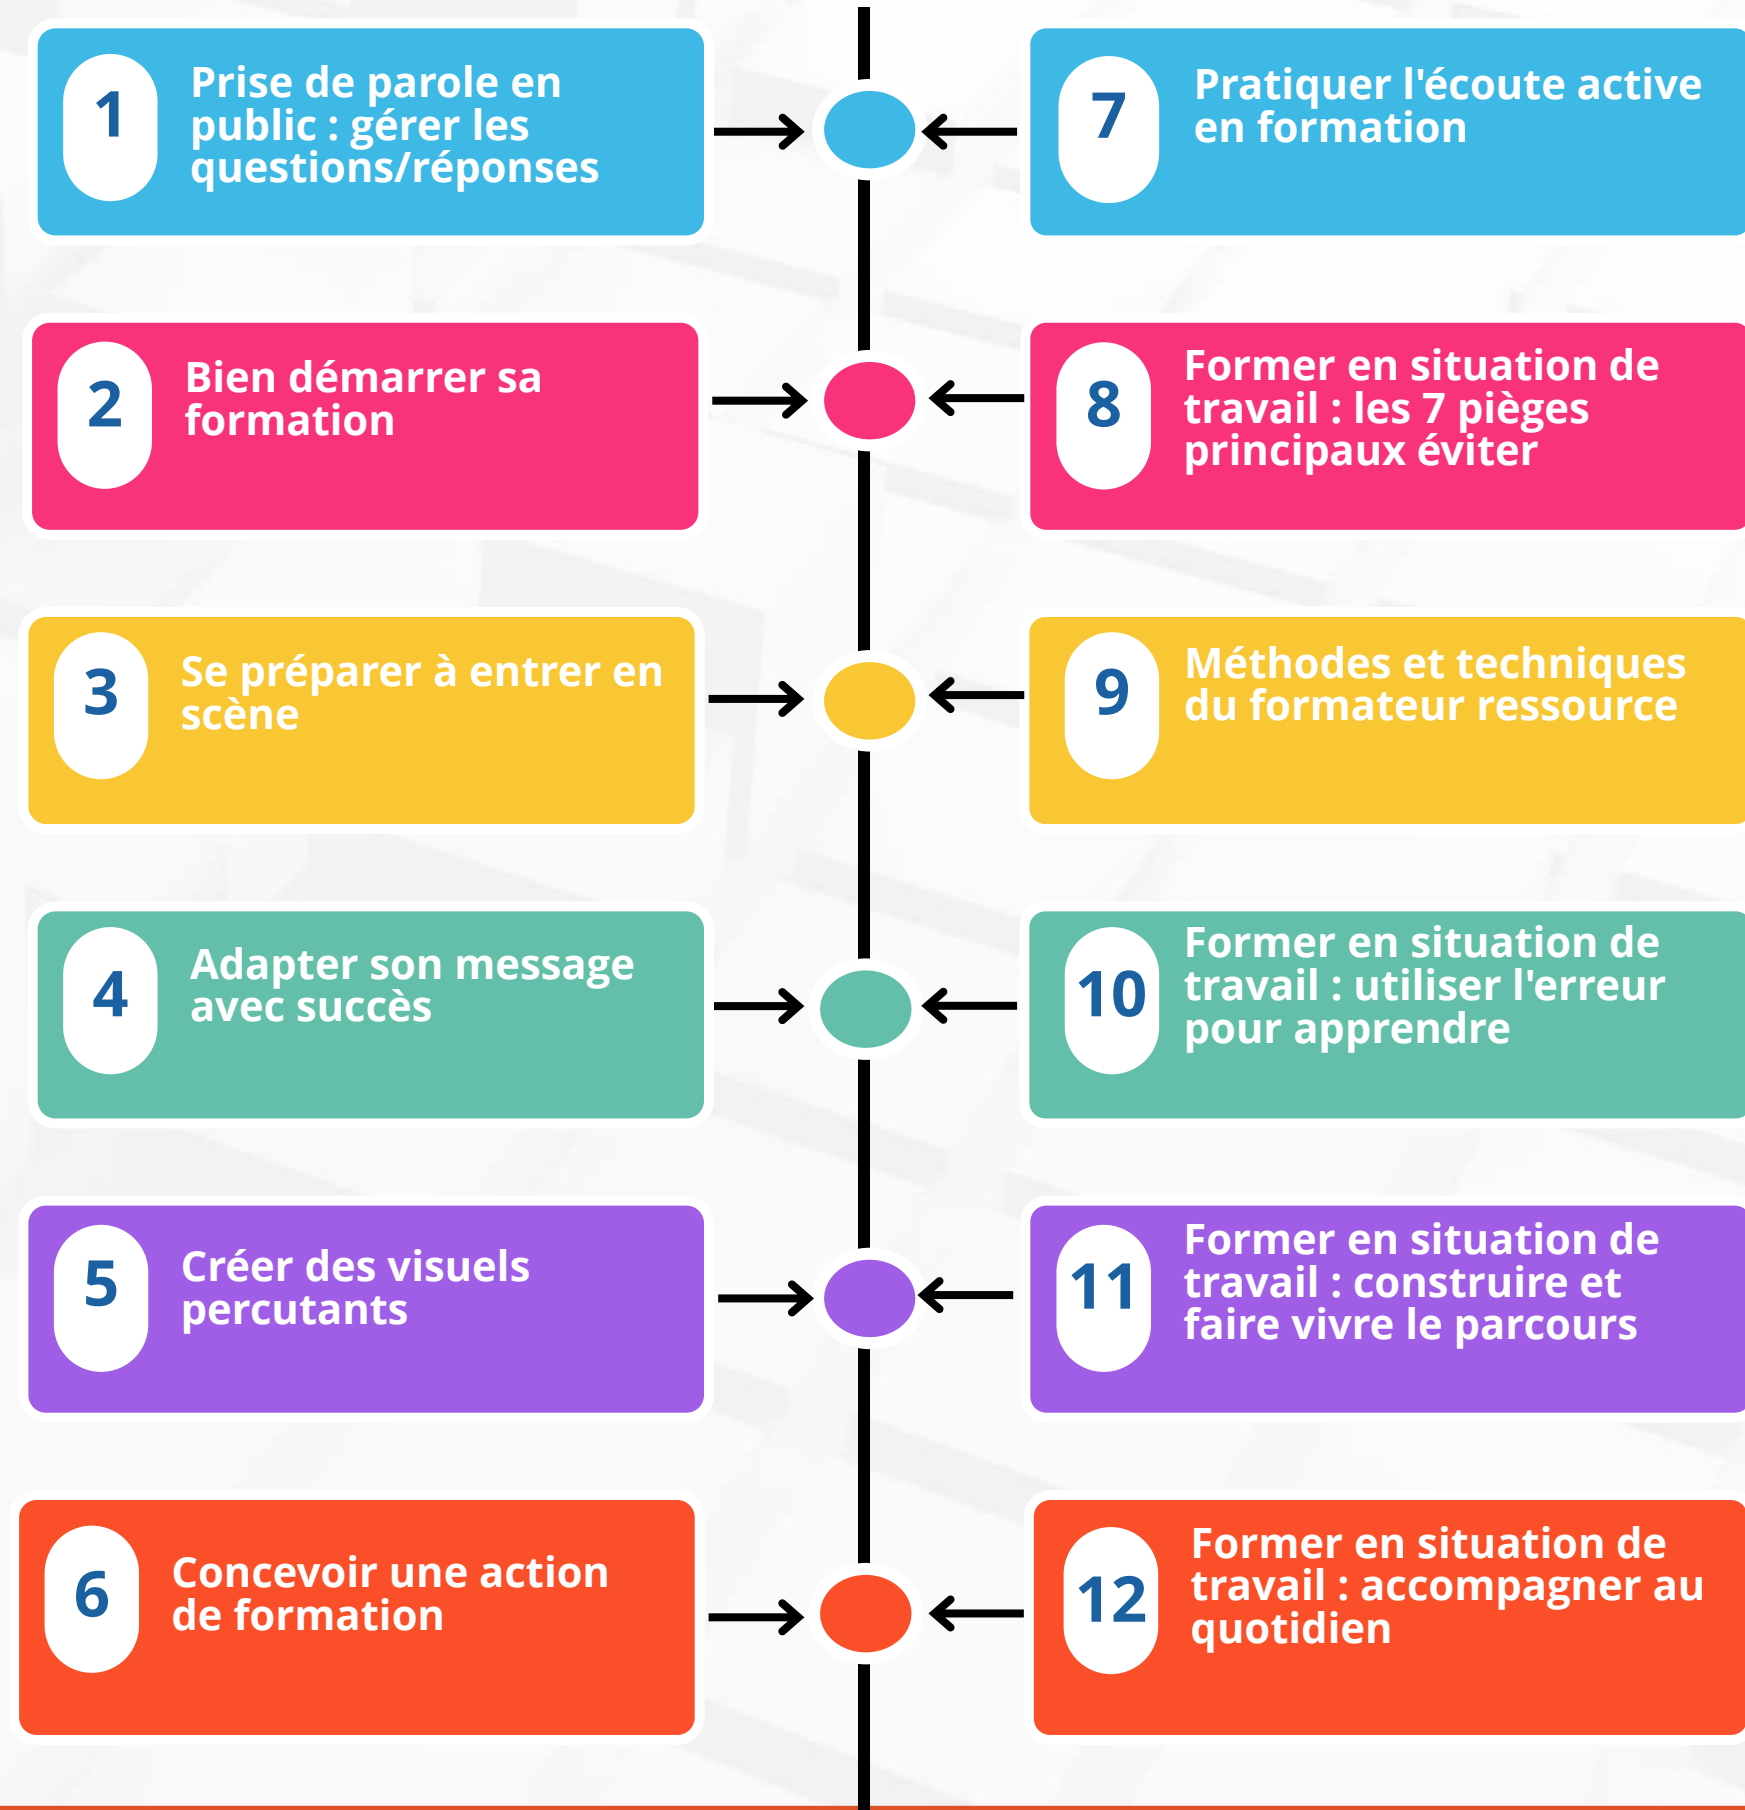 1
Prise de parole en
public : gérer les
questions/réponses
2
Bien démarrer sa
formation
3
Se préparer à entrer en
scène
4
Adapter son message
avec succès
5
Créer des visuels
percutants
6
Concevoir une action
de formation
7
Pratiquer l'écoute active
en formation
8
Former en situation de
travail : les 7 pièges
principaux éviter
9
Méthodes et techniques
du formateur ressource
10
Former en situation de
travail : utiliser l'erreur
pour apprendre
11
Former en situation de
travail : construire et
faire vivre le parcours
12
Former en situation de
travail : accompagner au
quotidien